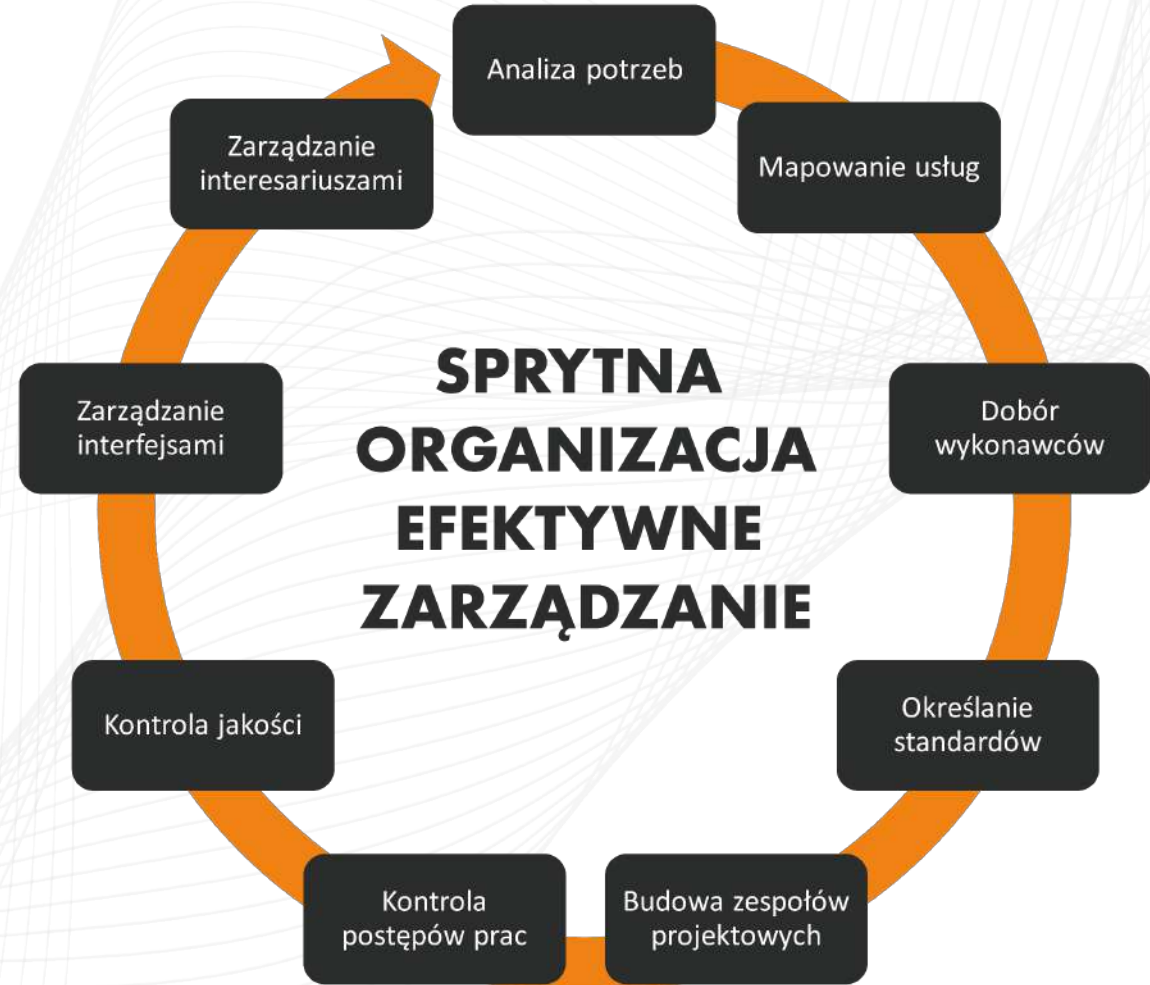 Analiza potrzeb
Mapowanie usług
Dobór
wykonawców
Określanie
standardów
Budowa zespołów
projektowych
Kontrola
postępów prac
Kontrola jakości
Zarządzanie
interfejsami
Zarządzanie
interesariuszami
SPRYTNA
ORGANIZACJA
EFEKTYWNE
ZARZĄDZANIE